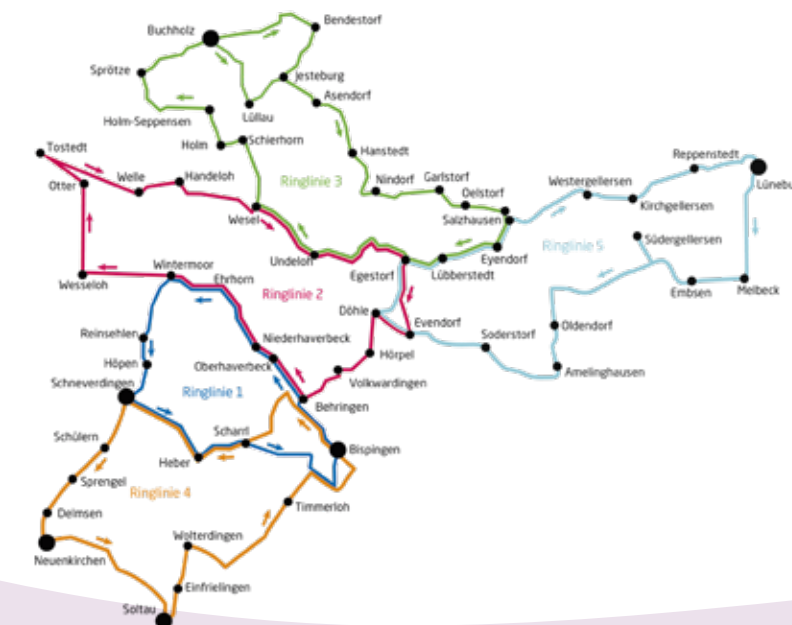 Bendestorf
Buchholz
Sprötze
Jesteburg
Asendorf
Lüllau
Holm-Seppensen
Holm
Schierhorn
Hanstedt
Tostedt
Welle
Handeloh
Otter
Ringlinie 3
Nindorf
Garlstorf
Oelstorf
Salzhausen
Westergellersen
Reppenstedt
Lünebu
Kirchgellersen
Wesel
Undeloh
Egestorf
Lübberstedt
Eyendorf
Ringlinie 5
Südergellersen
Embsen
Melbeck
Wesseloh
Wintermoor
Ehrhorn
Ringlinie 2
Döhle
Evendorf
Soderstorf
Oldendorf
Amelinghausen
Reinsehlen
Höpen
Niederhaverbeck
Oberhaverbeck
Hörpel
Volkwardingen
Behringen
Schneverdingen
Ringlinie 1
Scharrl
Heber
Bispingen
Schülern
Sprengel
Ringlinie 4
Delmsen
Timmerloh
Neuenkirchen
Wolterdingen
Einfrielingen
Soltau